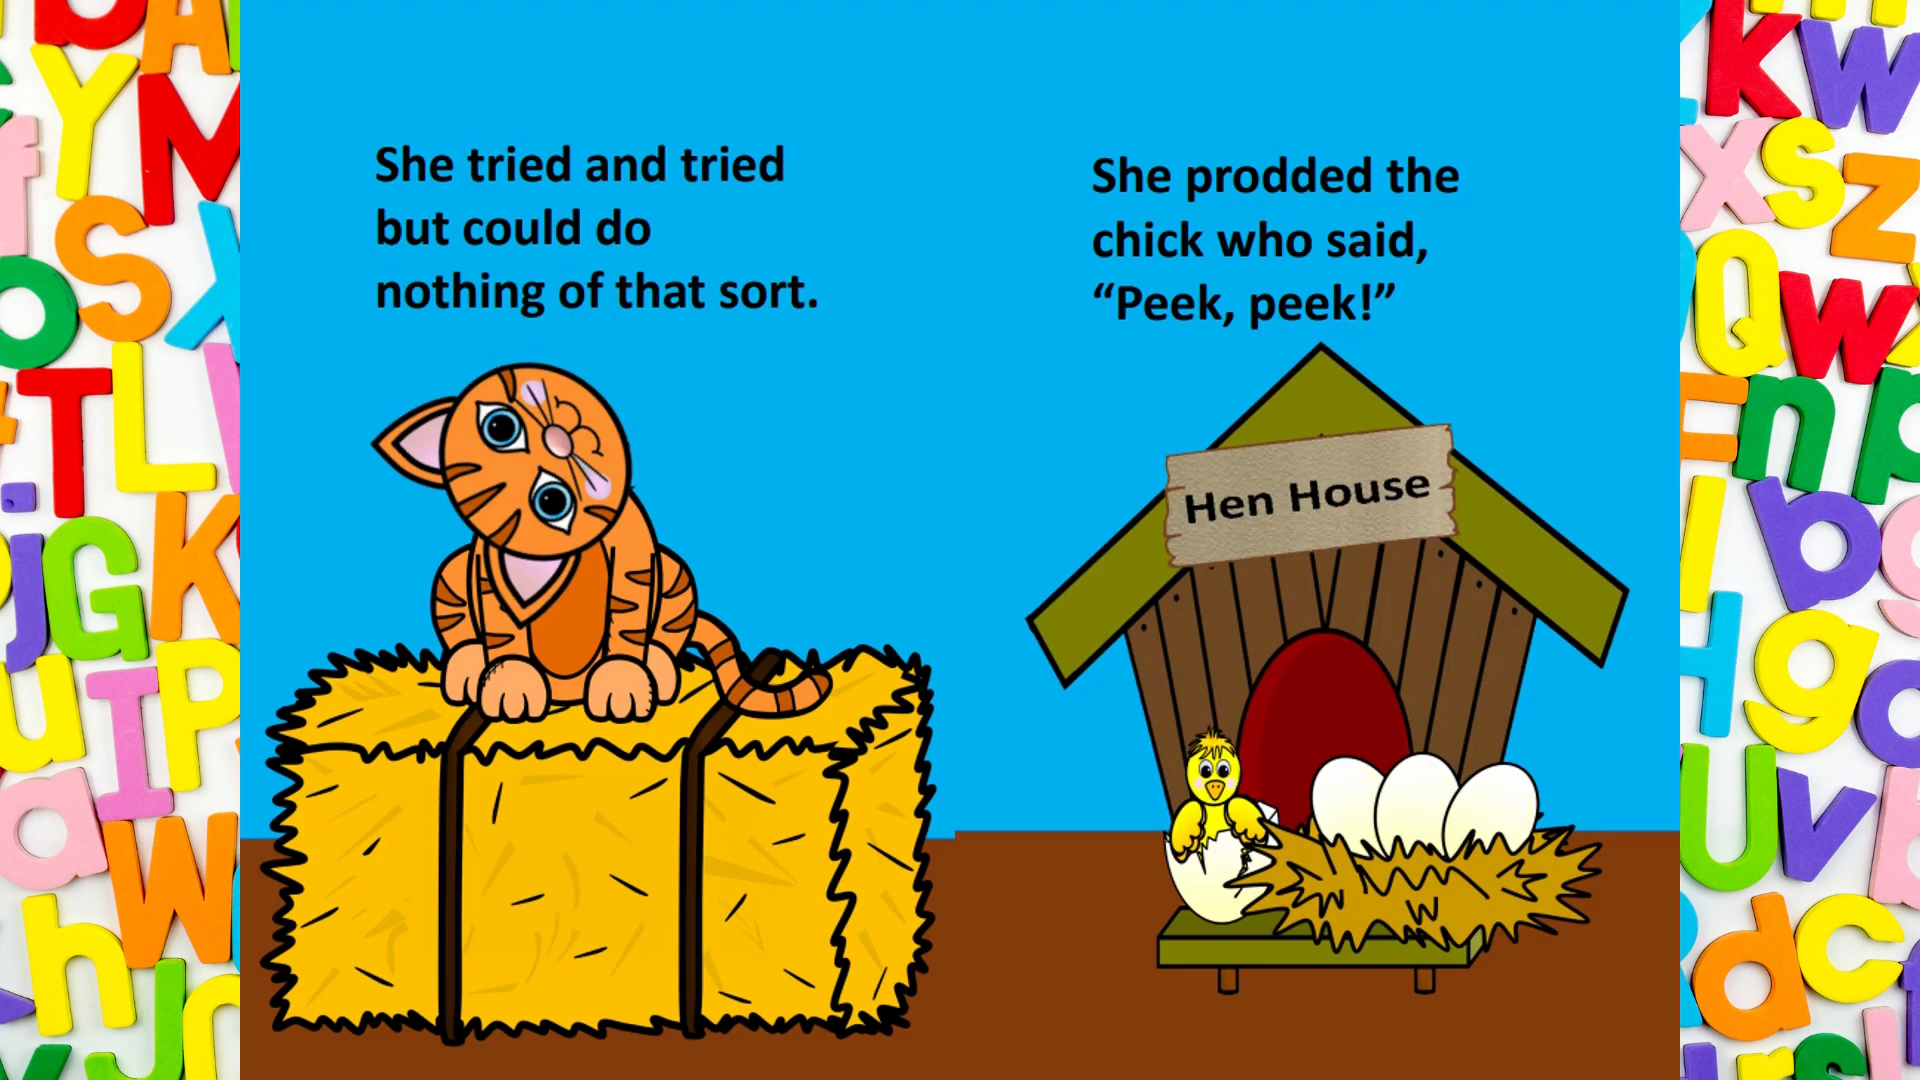 She tried and tried
but could do
nothing of that sort.
She prodded the
chick who said,
“Peek, peek!”
Hen House